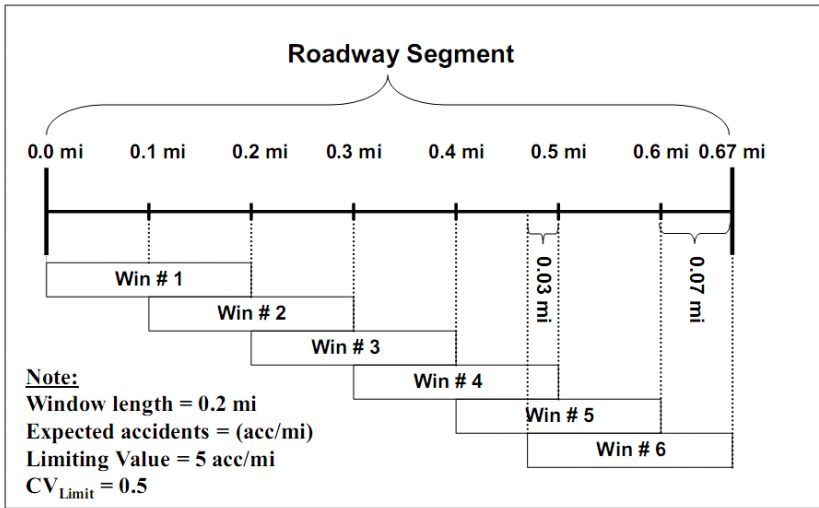 Roadway Segment
0.0 mi 0.1 mi 0.2 mi 0.3 mi 0.4 mi 0.5 mi 0.6 mi 0.67 mi
0.03 mi
0.07 mi
Win # 1
Win # 2
Win # 3
Win # 4
Win # 5
Win # 6
Note:
Window length = 0.2 mi
Expected accidents = (acc/mi)
Limiting Value = 5 acc/mi
CVLimit = 0.5